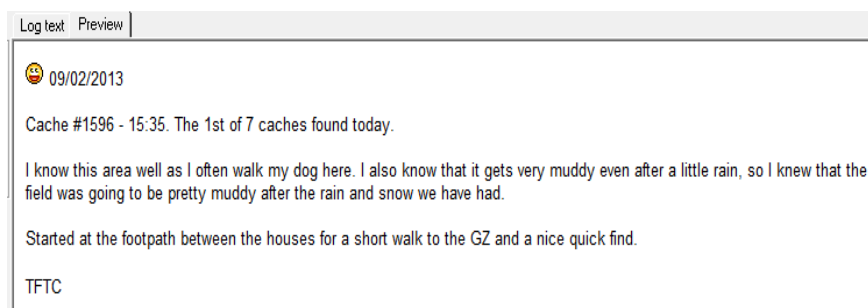 Log text Preview
09/02/2013
Cache #1596 - 15:35. The 1st of 7 caches found today.
I know this area well as I often walk my dog here. I also know that it gets very muddy even after a little rain, so I knew that the
field was going to be pretty muddy after the rain and snow we have had.
Started at the footpath between the houses for a short walk to the GZ and a nice quick find.
TFTC